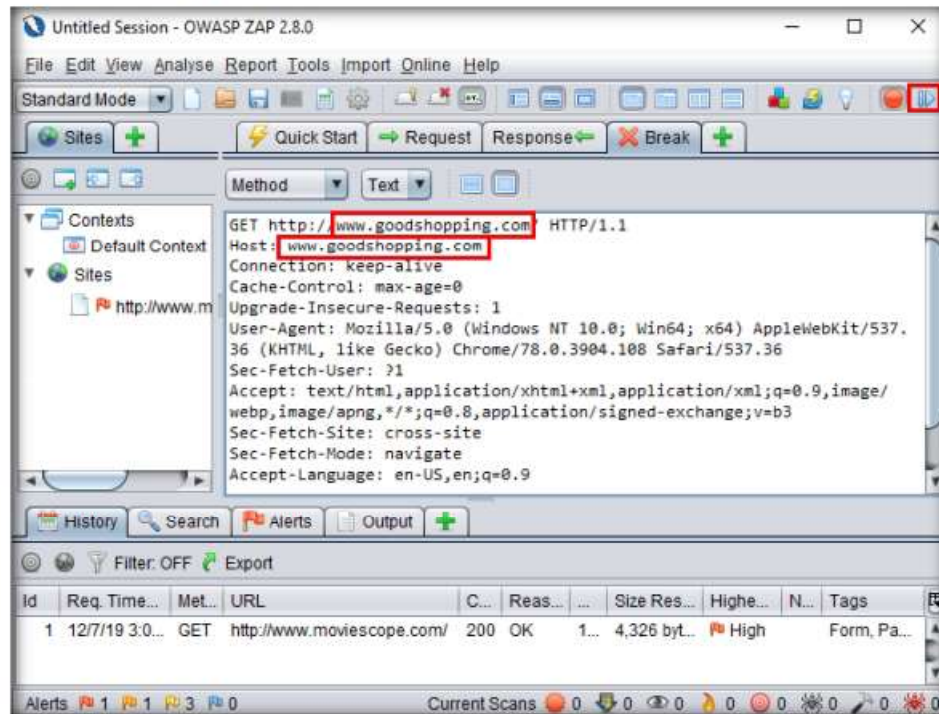 Untitled Session - OWASP ZAP 2.8.0
File Edit View Analyse Report Tools Import Online Help
Standard Mode
Sites
Quick Start
Request
Response
Break
Method
Text
Contexts
Default Context
Sites
http://www.m
GET http://www.goodshopping.com/ HTTP/1.1
Host: www.goodshopping.com
Connection: keep-alive
Cache-Control: max-age=0
Upgrade-Insecure-Requests: 1
User-Agent: Mozilla/5.0 (Windows NT 10.0; Win64; x64) AppleWebKit/537.
36 (KHTML, like Gecko) Chrome/78.0.3904.108 Safari/537.36
Sec-Fetch-User: ?1
Accept: text/html,application/xhtml+xml,application/xml;q=0.9,image/
webp,image/apng,*/*;q=0.8,application/signed-exchange;v=b3
Sec-Fetch-Site: cross-site
Sec-Fetch-Mode: navigate
Accept-Language: en-US,en;q=0.9
History
Search
Alerts
Output
Filter: OFF
Export
Id Req. Time... Met... URL C... Reas... ... Size Res... Highe... N... Tags
1 12/7/19 3:0... GET http://www.moviescope.com/ 200 OK 1... 4,326 byt... High Form, Pa...
Alerts 1 1 3 0 Current Scans 0 0 0 0 0 0 0 0